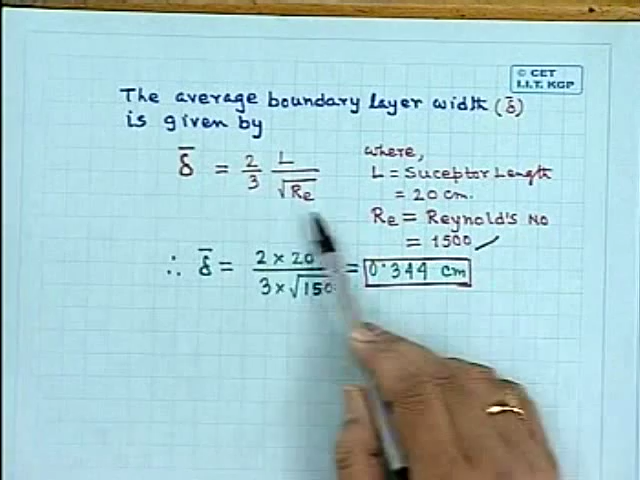 © CET
I.I.T. KGP
The average boundary layer width (δ̄)
is given by
δ̄ = 2/3 L/√Re
where,
L = Suceptor Length
= 20 cm.
Re = Reynold's No
= 1500 ✓
∴ δ̄ = 2 × 20 / 3 × √150 = 0.344 cm